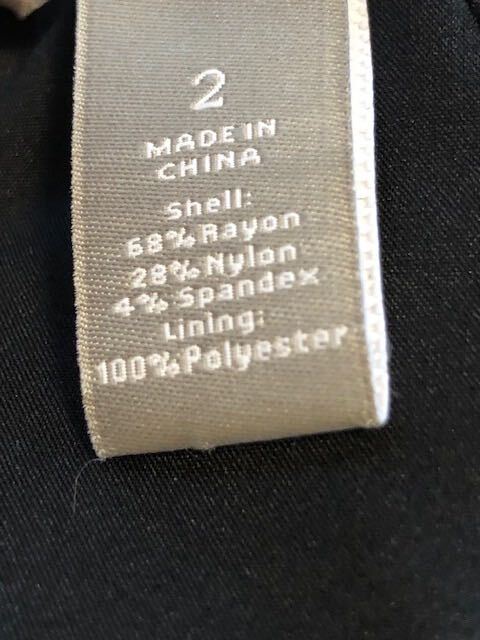 2
MADE IN
CHINA
Shell:
68% Rayon
28% Nylon
4% Spandex
Lining:
100% Polyester